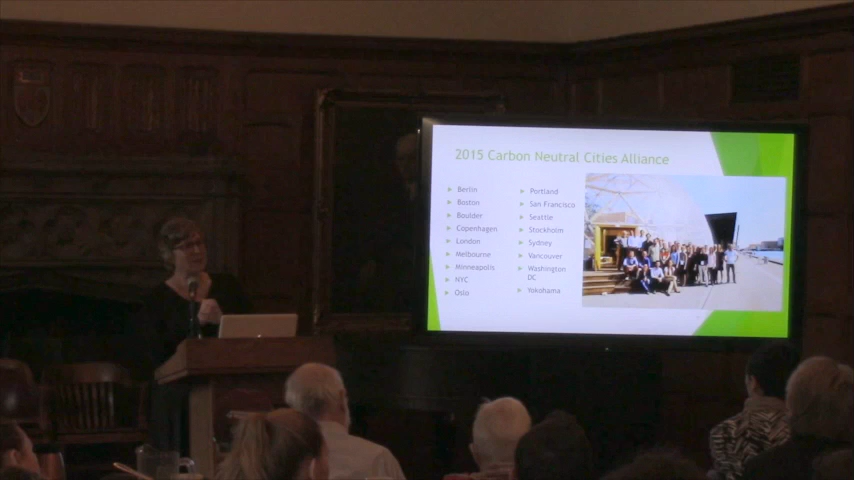 2015 Carbon Neutral Cities Alliance
Berlin
Boston
Boulder
Copenhagen
London
Melbourne
Minneapolis
NYC
Oslo
Portland
San Francisco
Seattle
Stockholm
Sydney
Vancouver
Washington
DC
Yokohama